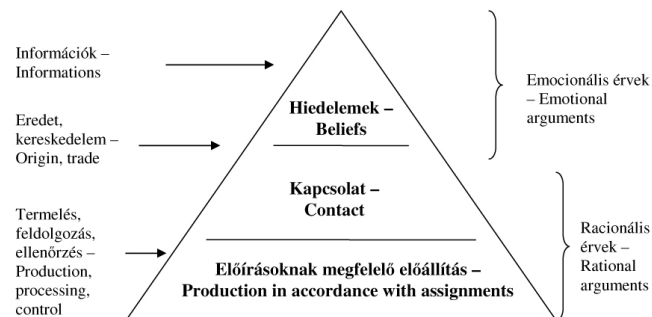 Információk –
Informations
Eredet,
kereskedelem –
Origin, trade
Termelés,
feldolgozás,
ellenőrzés –
Production,
processing,
control
Hiedelemek –
Beliefs
Kapcsolat –
Contact
Előírásoknak megfelelő előállítás –
Production in accordance with assignments
Emocionális érvek
– Emotional
arguments
Racionális
érvek –
Rational
arguments